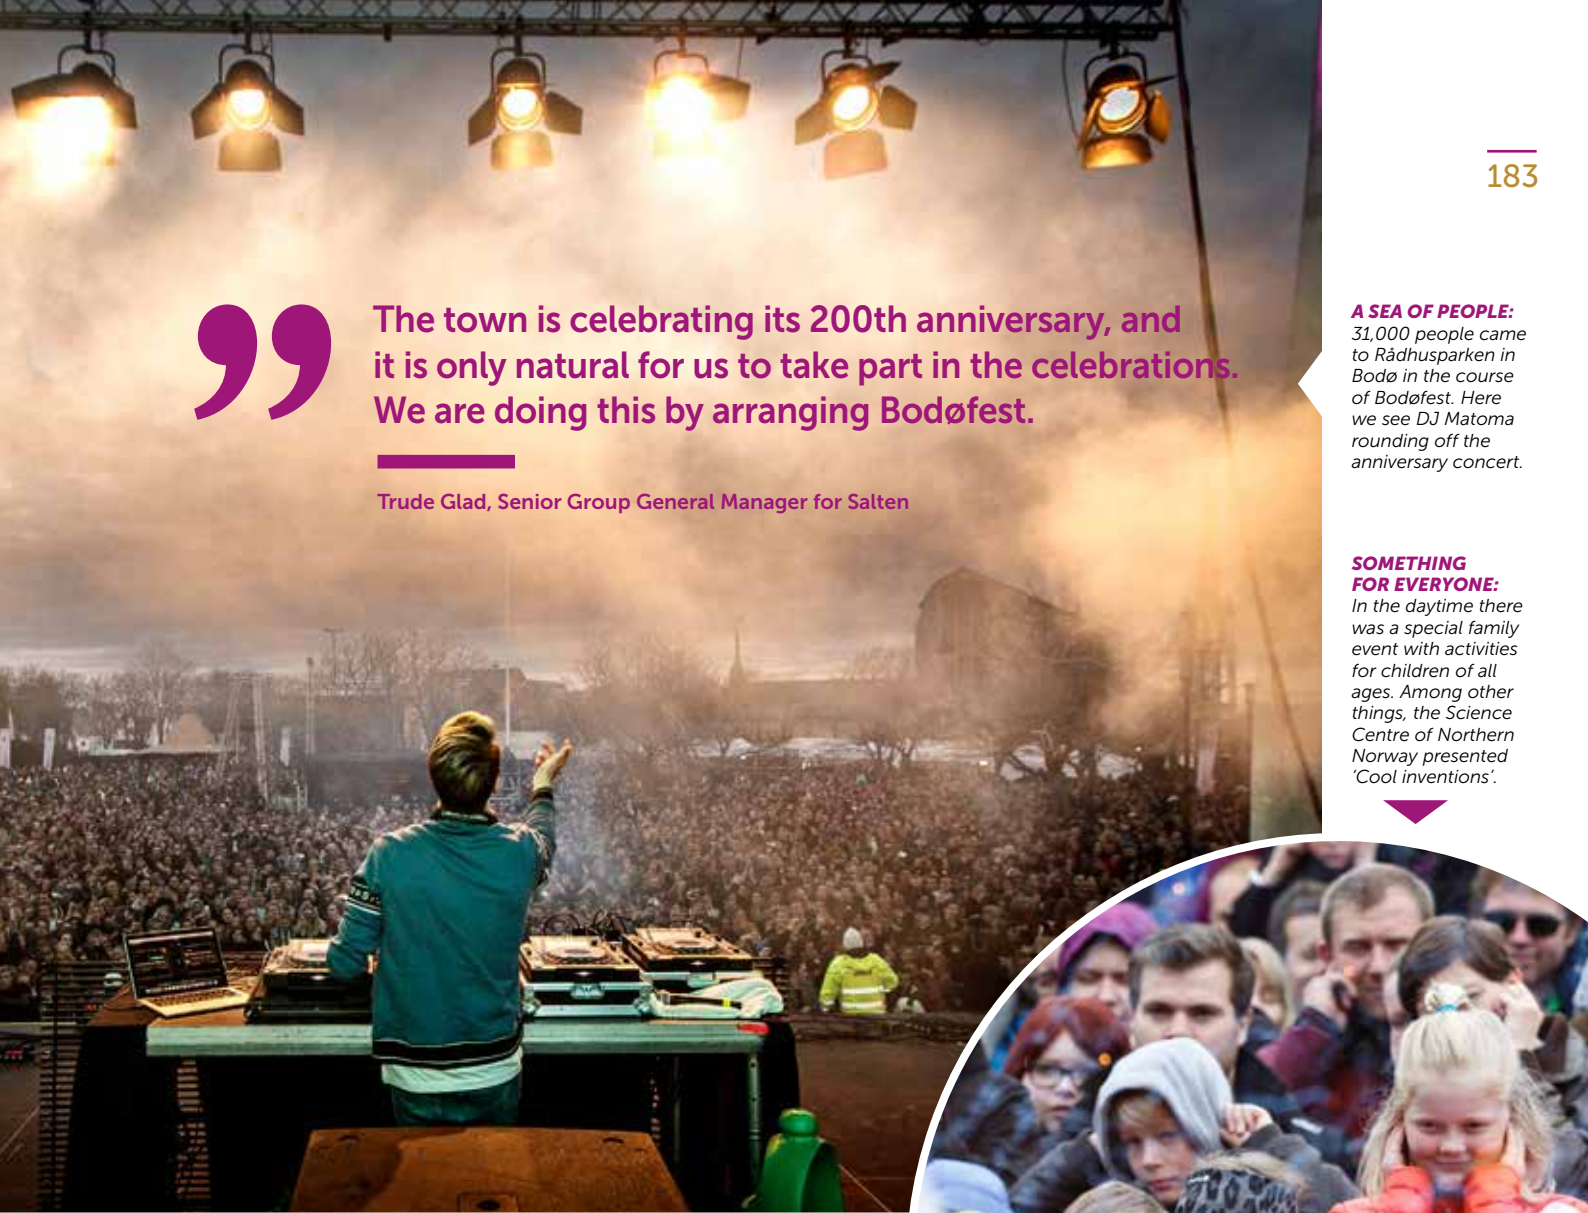 183
”
The town is celebrating its 200th anniversary, and
it is only natural for us to take part in the celebrations.
We are doing this by arranging Bodøfest.
Trude Glad, Senior Group General Manager for Salten
A SEA OF PEOPLE:
31,000 people came
to Rådhusparken in
Bodø in the course
of Bodøfest. Here
we see DJ Matoma
rounding off the
anniversary concert.
SOMETHING
FOR EVERYONE:
In the daytime there
was a special family
event with activities
for children of all
ages. Among other
things, the Science
Centre of Northern
Norway presented
‘Cool inventions’.